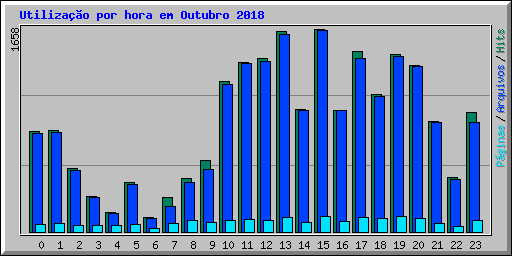 Utilização por hora em Outubro 2018
1658
Páginas / Arquivos / Hits
0 1 2 3 4 5 6 7 8 9 10 11 12 13 14 15 16 17 18 19 20 21 22 23